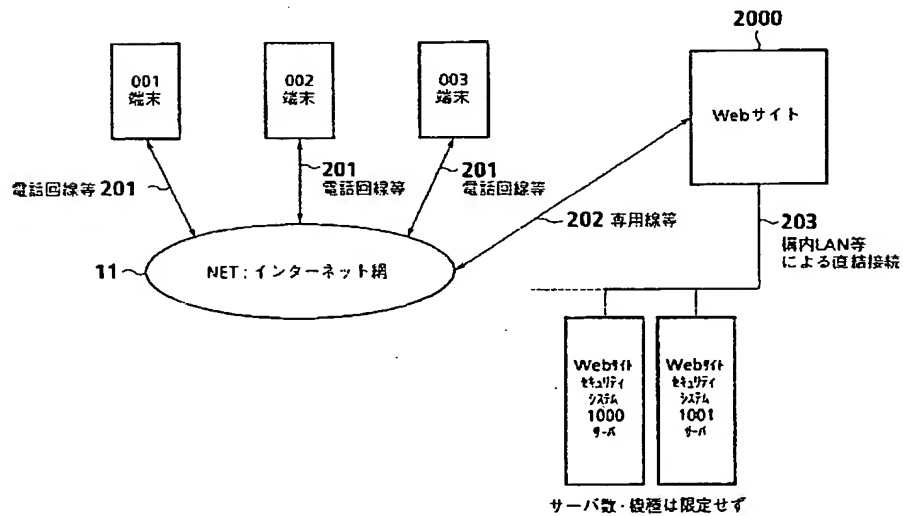 2000
001
端末
002
端末
003
端末
Webサイト
電話回線等 201
201
電話回線等
201
電話回線等
202 専用線等
203
構内LAN等
による直結接続
11
NET：インターネット網
Webサイト
セキュリティ
システム
1000
サーバ
Webサイト
セキュリティ
システム
1001
サーバ
サーバ数・機種は限定せず